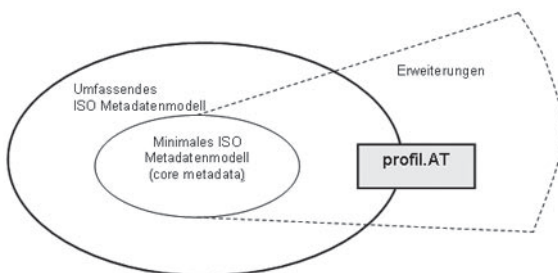 Erweiterungen
Umfassendes
ISO Metadatenmodell
Minimales ISO
Metadatenmodell
(core metadata)
profil.AT